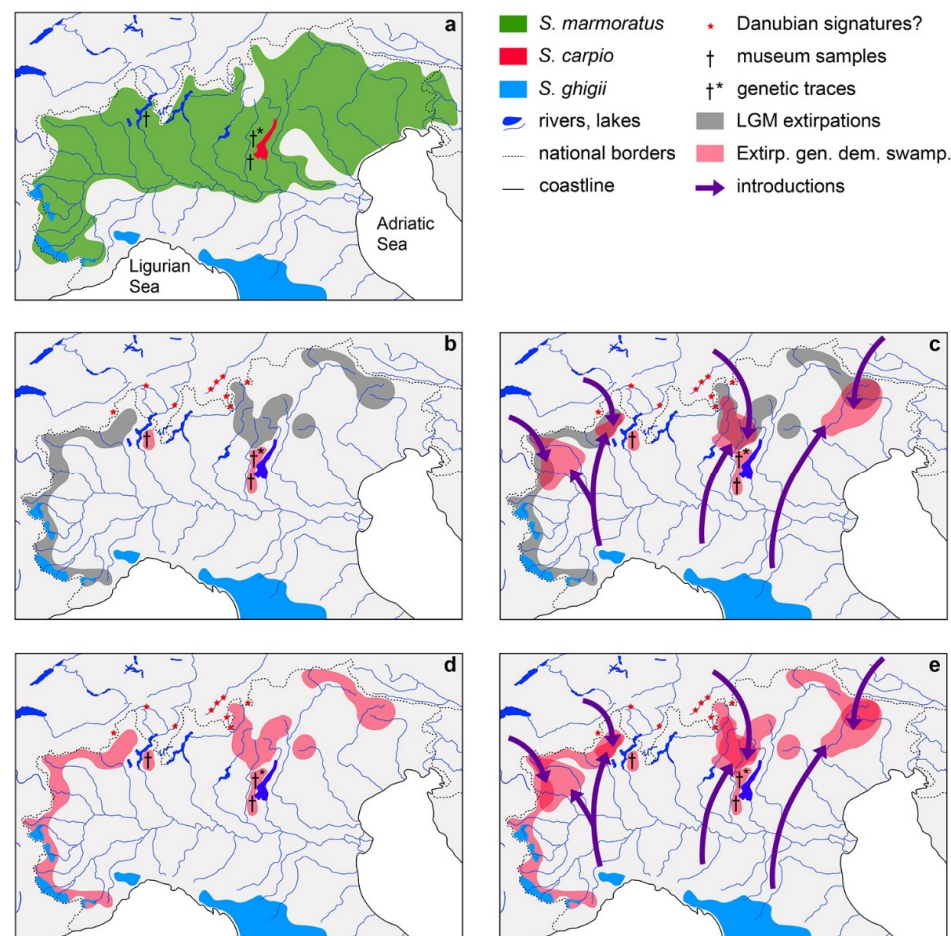 a
Adriatic
Sea
Ligurian
Sea
S. marmoratus
S. carpio
S. ghigii
rivers, lakes
national borders
coastline
Danubian signatures?
† museum samples
†* genetic traces
LGM extirpations
Extirp. gen. dem. swamp.
introductions
b
c
d
e